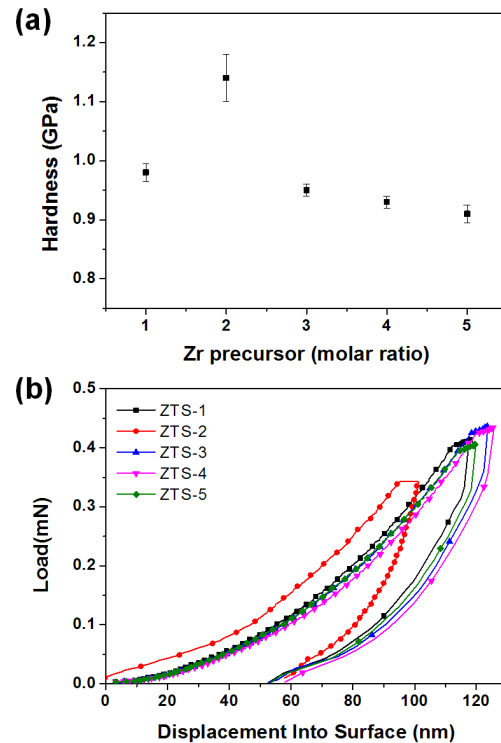 (a)
Hardness (GPa)
1.2
1.1
1.0
0.9
0.8
1 2 3 4 5
Zr precursor (molar ratio)
(b)
Load(mN)
0.5
0.4
0.3
0.2
0.1
0.0
ZTS-1
ZTS-2
ZTS-3
ZTS-4
ZTS-5
0 20 40 60 80 100 120
Displacement Into Surface (nm)